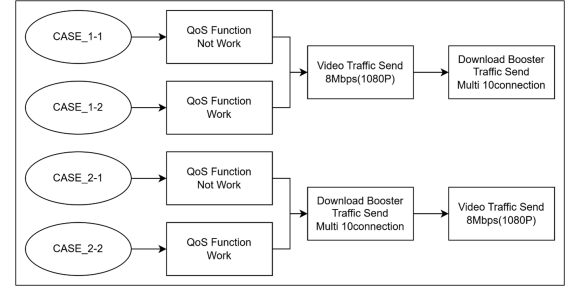 CASE_1-1
QoS Function
Not Work
CASE_1-2
QoS Function
Work
Video Traffic Send
8Mbps(1080P)
Download Booster
Traffic Send
Multi 10connection
CASE_2-1
QoS Function
Not Work
CASE_2-2
QoS Function
Work
Download Booster
Traffic Send
Multi 10connection
Video Traffic Send
8Mbps(1080P)